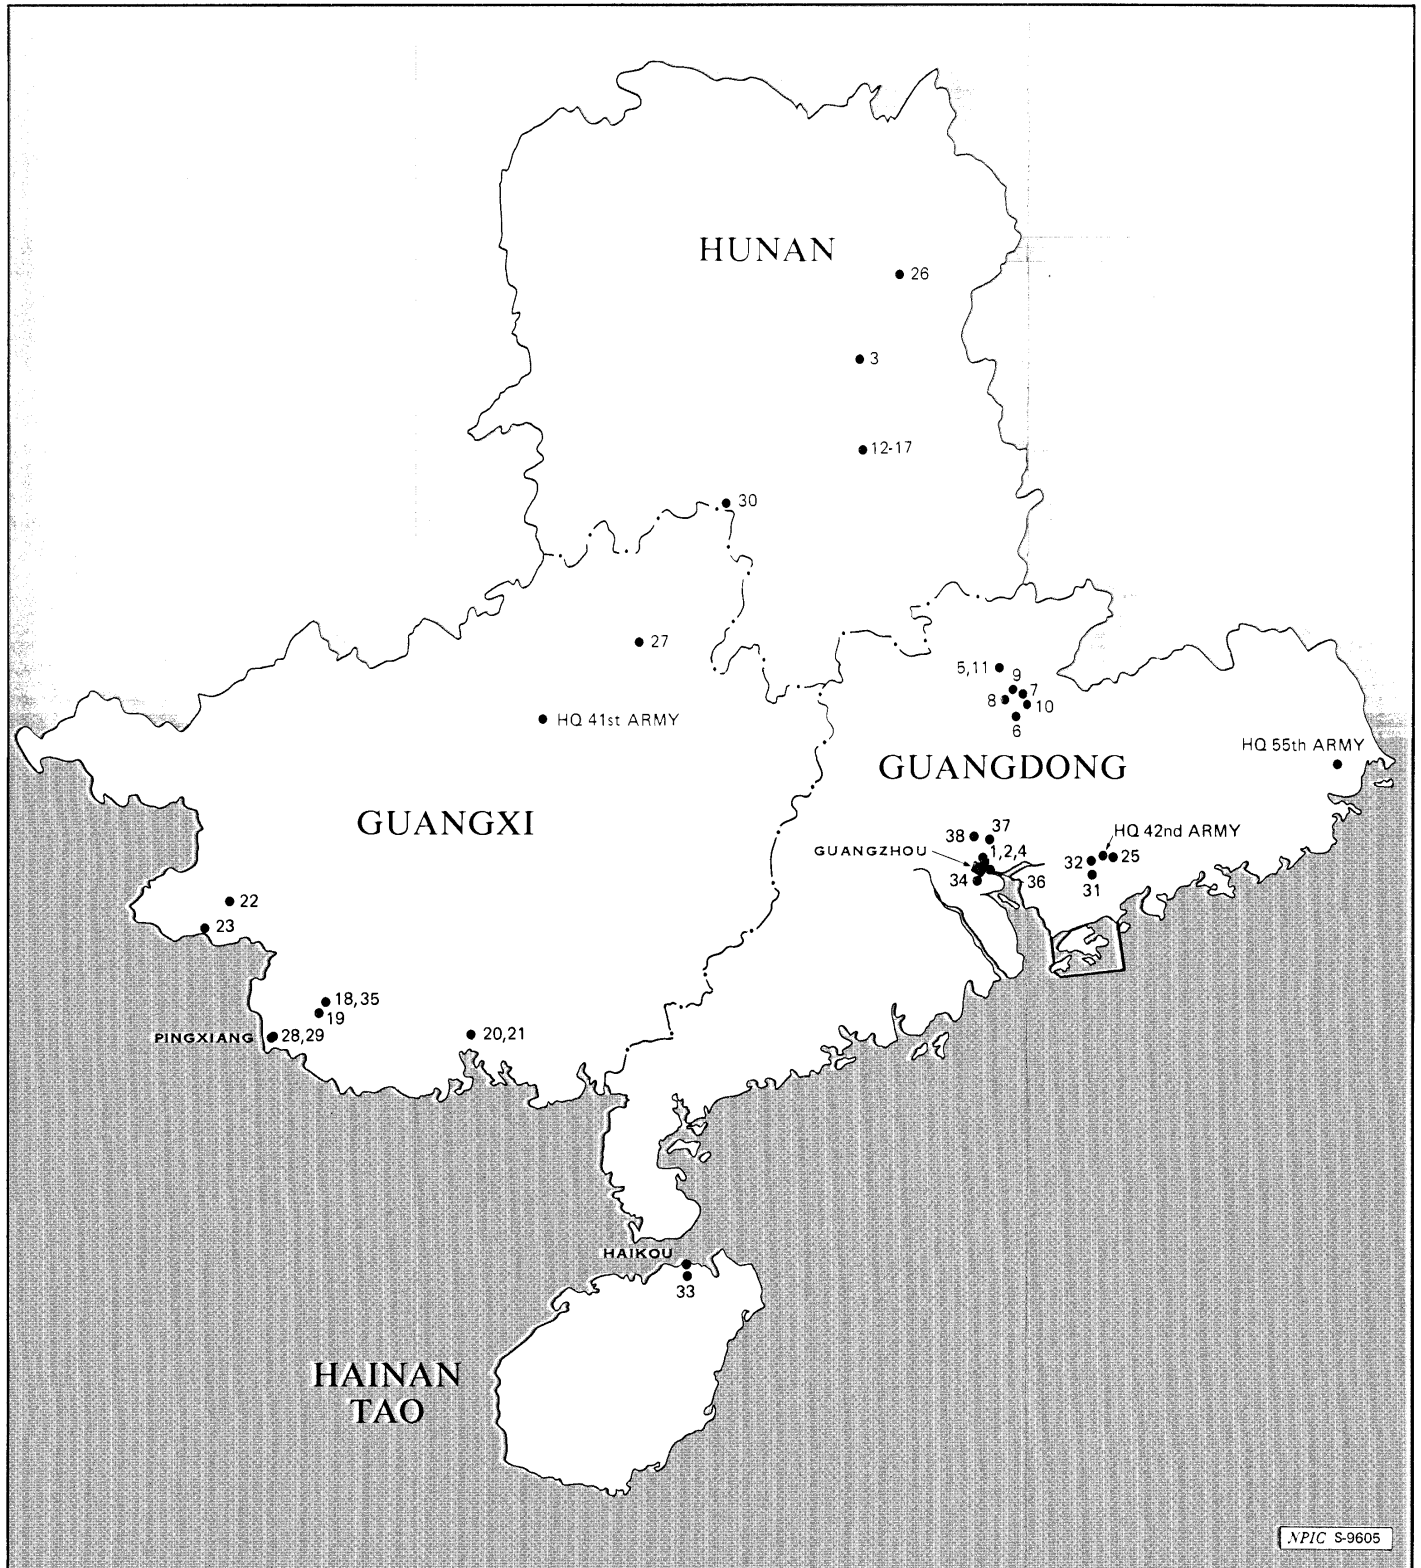 HUNAN
26
3
12-17
30
27
5,11
9
7
8
10
6
HQ 41st ARMY
HQ 55th ARMY
GUANGDONG
GUANGXI
38
37
HQ 42nd ARMY
GUANGZHOU
1,2,4
32
25
34
36
31
22
23
18,35
19
PINGXIANG
28,29
20,21
HAIKOU
33
HAINAN
TAO
NPIC S-9605